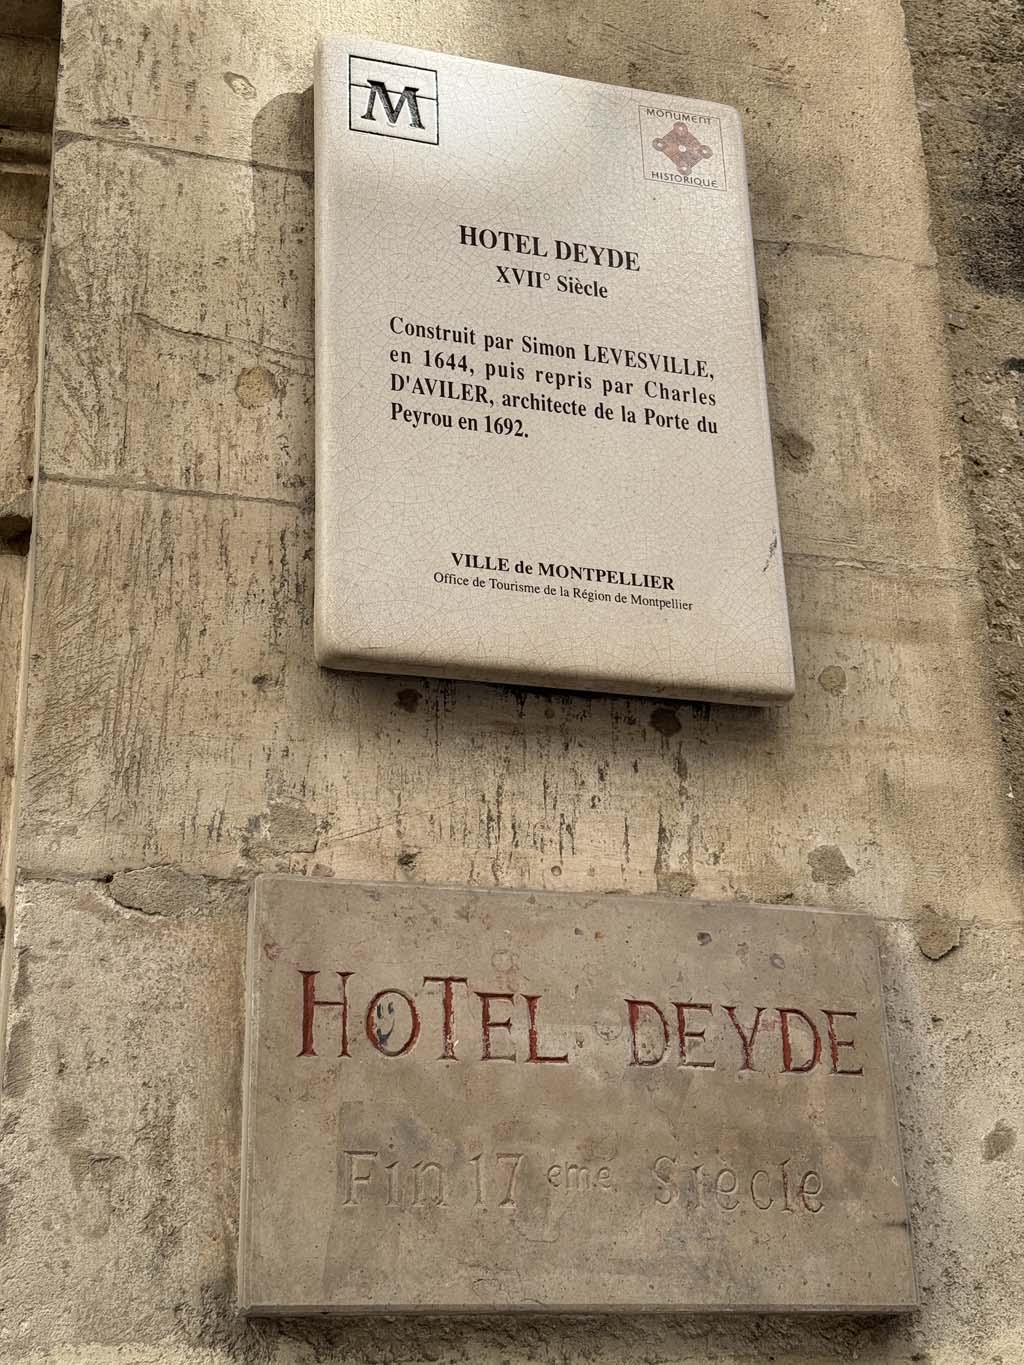 M
MONUMENT
HISTORIQUE
HOTEL DEYDE
XVII° Siècle
Construit par Simon LEVESVILLE,
en 1644, puis repris par Charles
D'AVILER, architecte de la Porte du
Peyrou en 1692.
VILLE de MONTPELLIER
Office de Tourisme de la Région de Montpellier
HOTEL DEYDE
Fin 17 eme Siècle